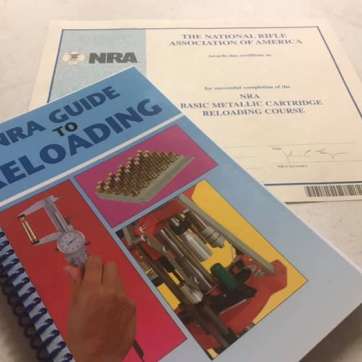 THE NATIONAL RIFLE
ASSOCIATION OF AMERICA
NRA
for successful completion of the
NRA
BASIC METALLIC CARTRIDGE
RELOADING COURSE
NRA GUIDE
TO
RELOADING